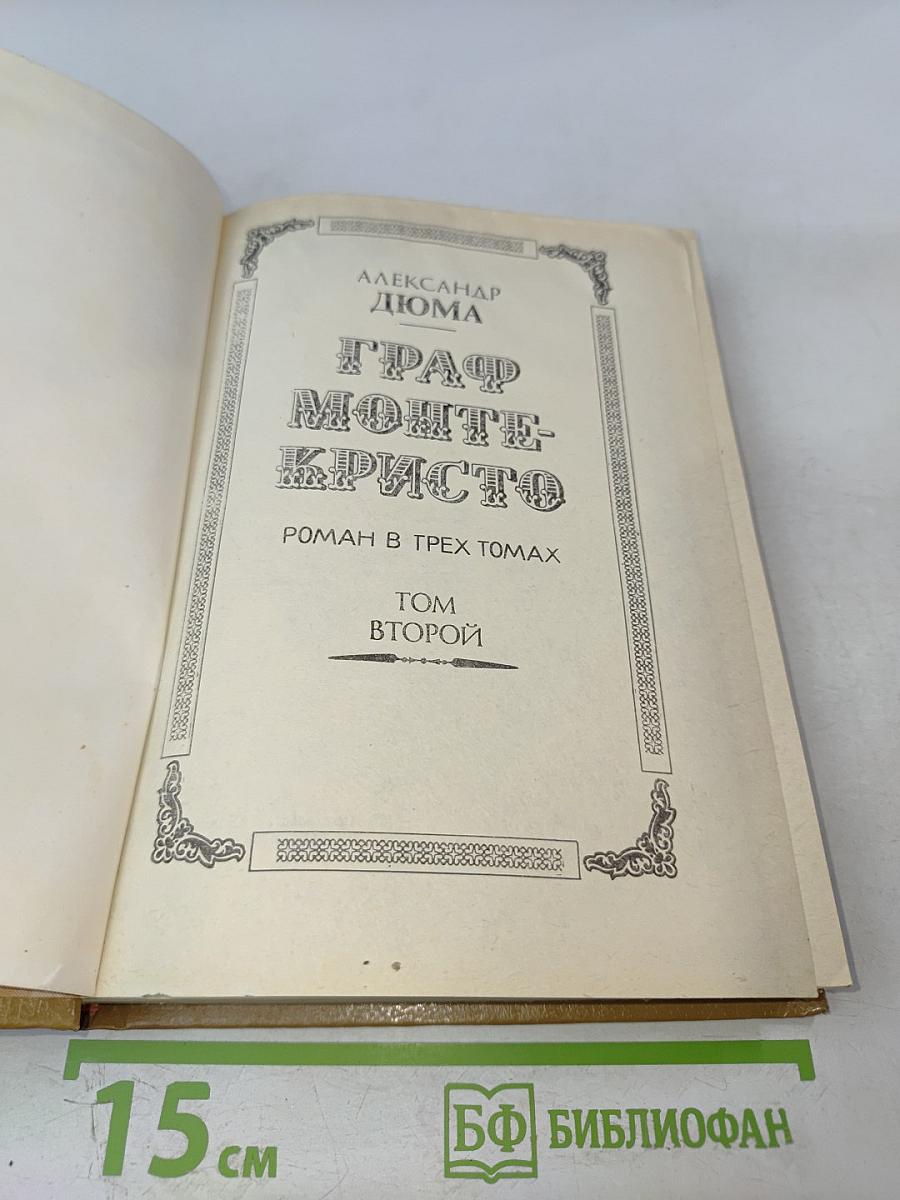 АЛЕКСАНДР
ДЮМА
ГРАФ
МОНТЕ-
КРИСТО
РОМАН В ТРЕХ ТОМАХ
ТОМ
ВТОРОЙ
15 см
БФ БИБЛИОФАН